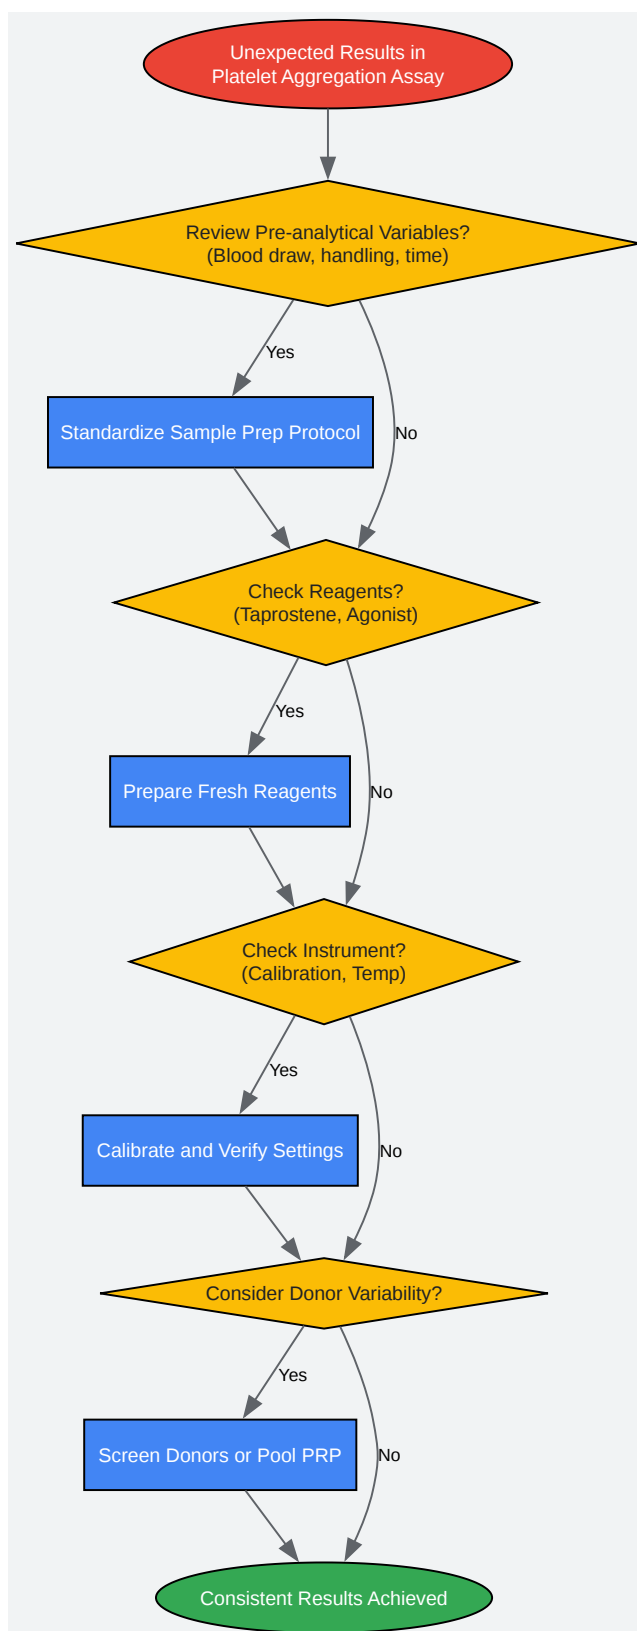 Unexpected Results in
Platelet Aggregation Assay
Review Pre-analytical Variables?
(Blood draw, handling, time)
Yes
Standardize Sample Prep Protocol
No
Check Reagents?
(Taprostene, Agonist)
Yes
Prepare Fresh Reagents
No
Check Instrument?
(Calibration, Temp)
Yes
Calibrate and Verify Settings
No
Consider Donor Variability?
Yes
Screen Donors or Pool PRP
No
Consistent Results Achieved